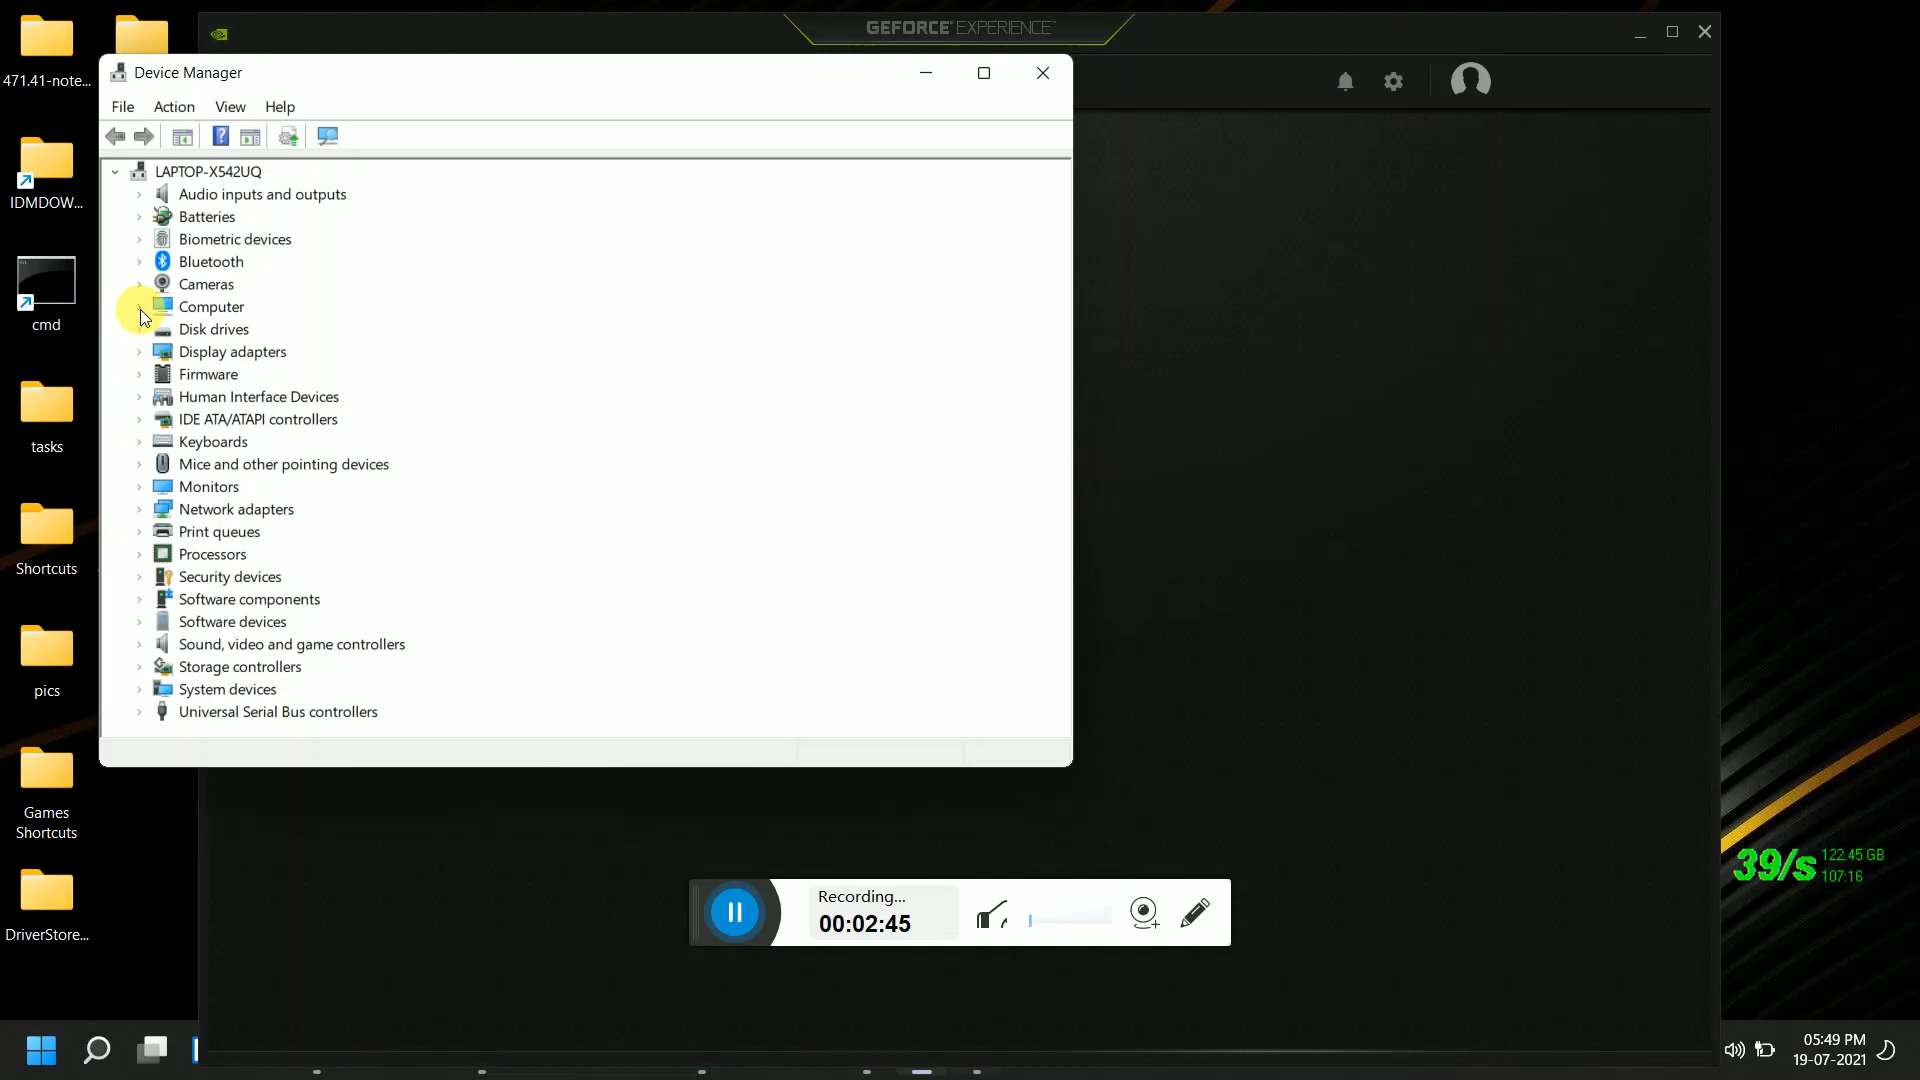 471.41-note...
IDMDOW...
cmd
tasks
Shortcuts
pics
Games
Shortcuts
DriverStore...
GEFORCE EXPERIENCE
Device Manager
File Action View Help
LAPTOP-X542UQ
Audio inputs and outputs
Batteries
Biometric devices
Bluetooth
Cameras
Computer
Disk drives
Display adapters
Firmware
Human Interface Devices
IDE ATA/ATAPI controllers
Keyboards
Mice and other pointing devices
Monitors
Network adapters
Print queues
Processors
Security devices
Software components
Software devices
Sound, video and game controllers
Storage controllers
System devices
Universal Serial Bus controllers
Recording...
00:02:45
39/s
122.45 GB
107:16
05:49 PM
19-07-2021